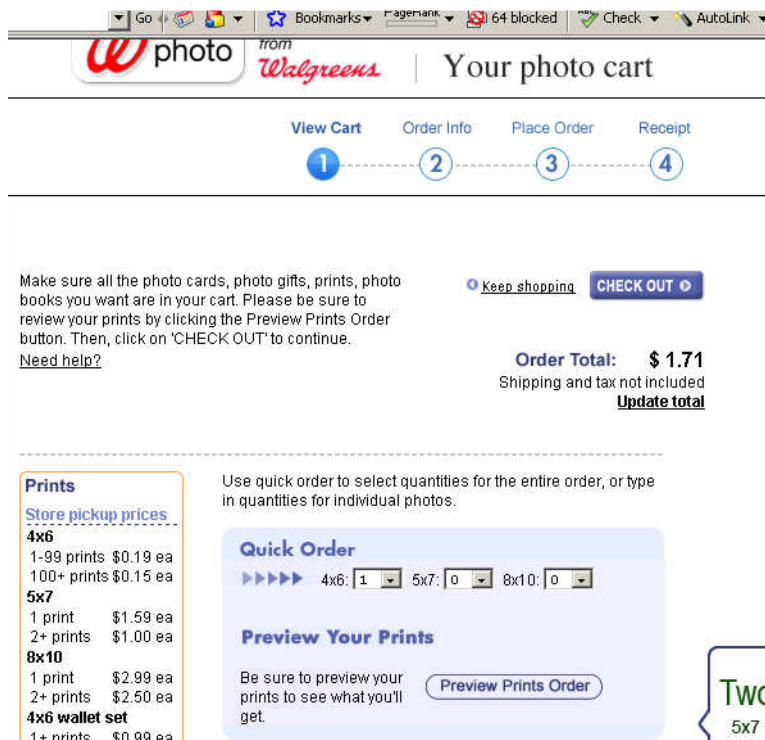 Go
Bookmarks
PageRank
64 blocked
Check
AutoLink
photo
from
Walgreens
Your photo cart
View Cart
Order Info
Place Order
Receipt
1
2
3
4
Make sure all the photo cards, photo gifts, prints, photo
books you want are in your cart. Please be sure to
review your prints by clicking the Preview Prints Order
button. Then, click on 'CHECK OUT' to continue.
Need help?
Keep shopping
CHECK OUT
Order Total: $ 1.71
Shipping and tax not included
Update total
Prints
Store pickup prices
4x6
1-99 prints $0.19 ea
100+ prints $0.15 ea
5x7
1 print $1.59 ea
2+ prints $1.00 ea
8x10
1 print $2.99 ea
2+ prints $2.50 ea
4x6 wallet set
1+ prints $0.99 ea
Use quick order to select quantities for the entire order, or type
in quantities for individual photos.
Quick Order
4x6: 1 5x7: 0 8x10: 0
Preview Your Prints
Be sure to preview your
prints to see what you'll
get.
Preview Prints Order
5x7